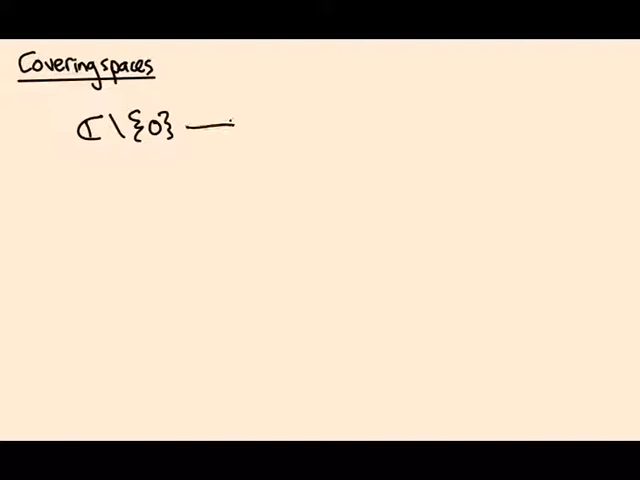 Covering spaces
ℂ \ {0} —